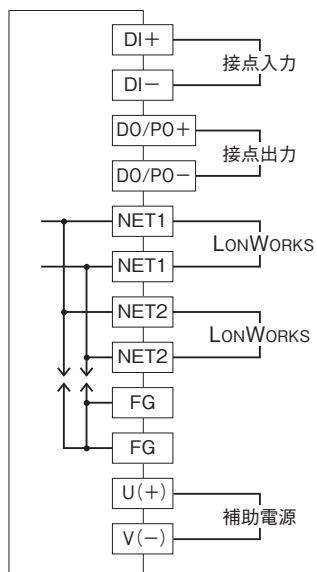 DI+
DI−
接点入力
DO/PO+
DO/PO−
接点出力
NET1
NET1
LONWORKS
NET2
NET2
LONWORKS
FG
FG
U(+)
V(−)
補助電源